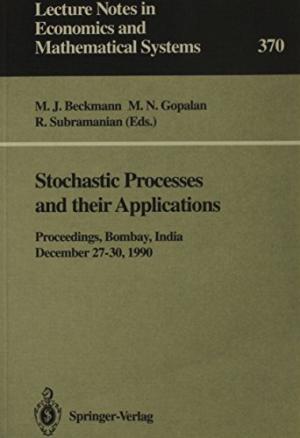 Lecture Notes in
Economics and
Mathematical Systems 370
M. J. Beckmann M. N. Gopalan
R. Subramanian (Eds.)
Stochastic Processes
and their Applications
Proceedings, Bombay, India
December 27-30, 1990
Springer-Verlag